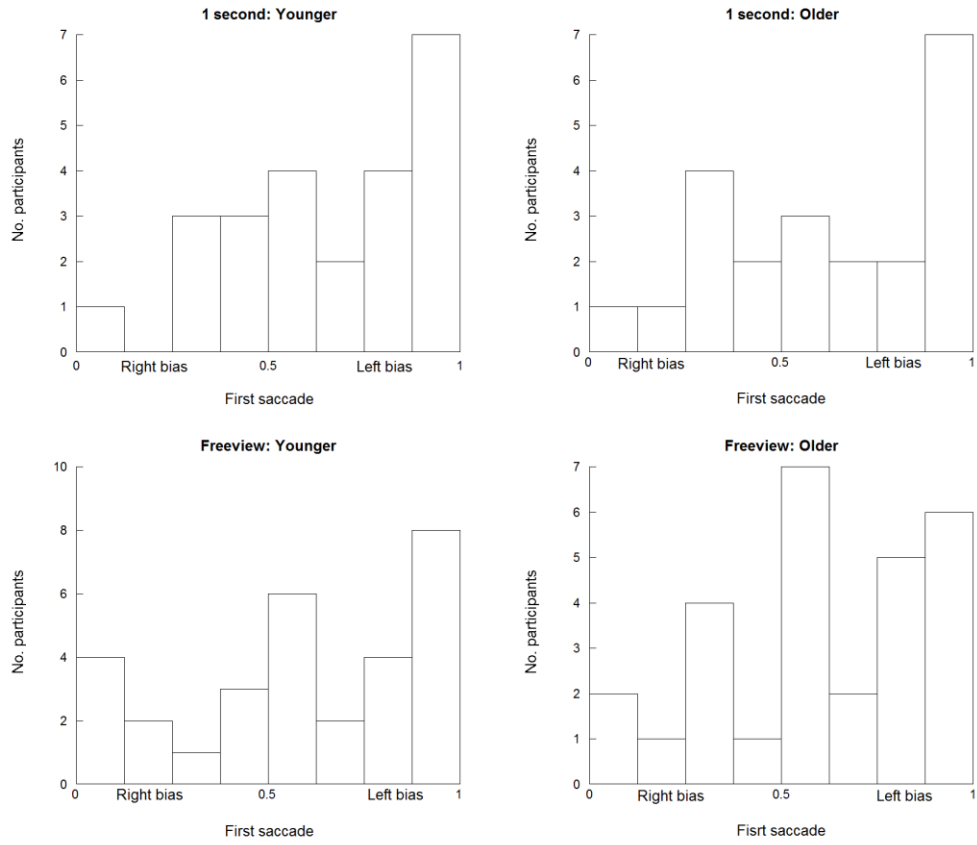 1 second: Younger
7
6
5
4
3
2
1
0
No. participants
0 Right bias 0.5 Left bias 1
First saccade
1 second: Older
7
6
5
4
3
2
1
0
No. participants
0 Right bias 0.5 Left bias 1
First saccade
Freeview: Younger
10
8
6
4
2
0
No. participants
0 Right bias 0.5 Left bias 1
First saccade
Freeview: Older
7
6
5
4
3
2
1
0
No. participants
0 Right bias 0.5 Left bias 1
Fisrt saccade